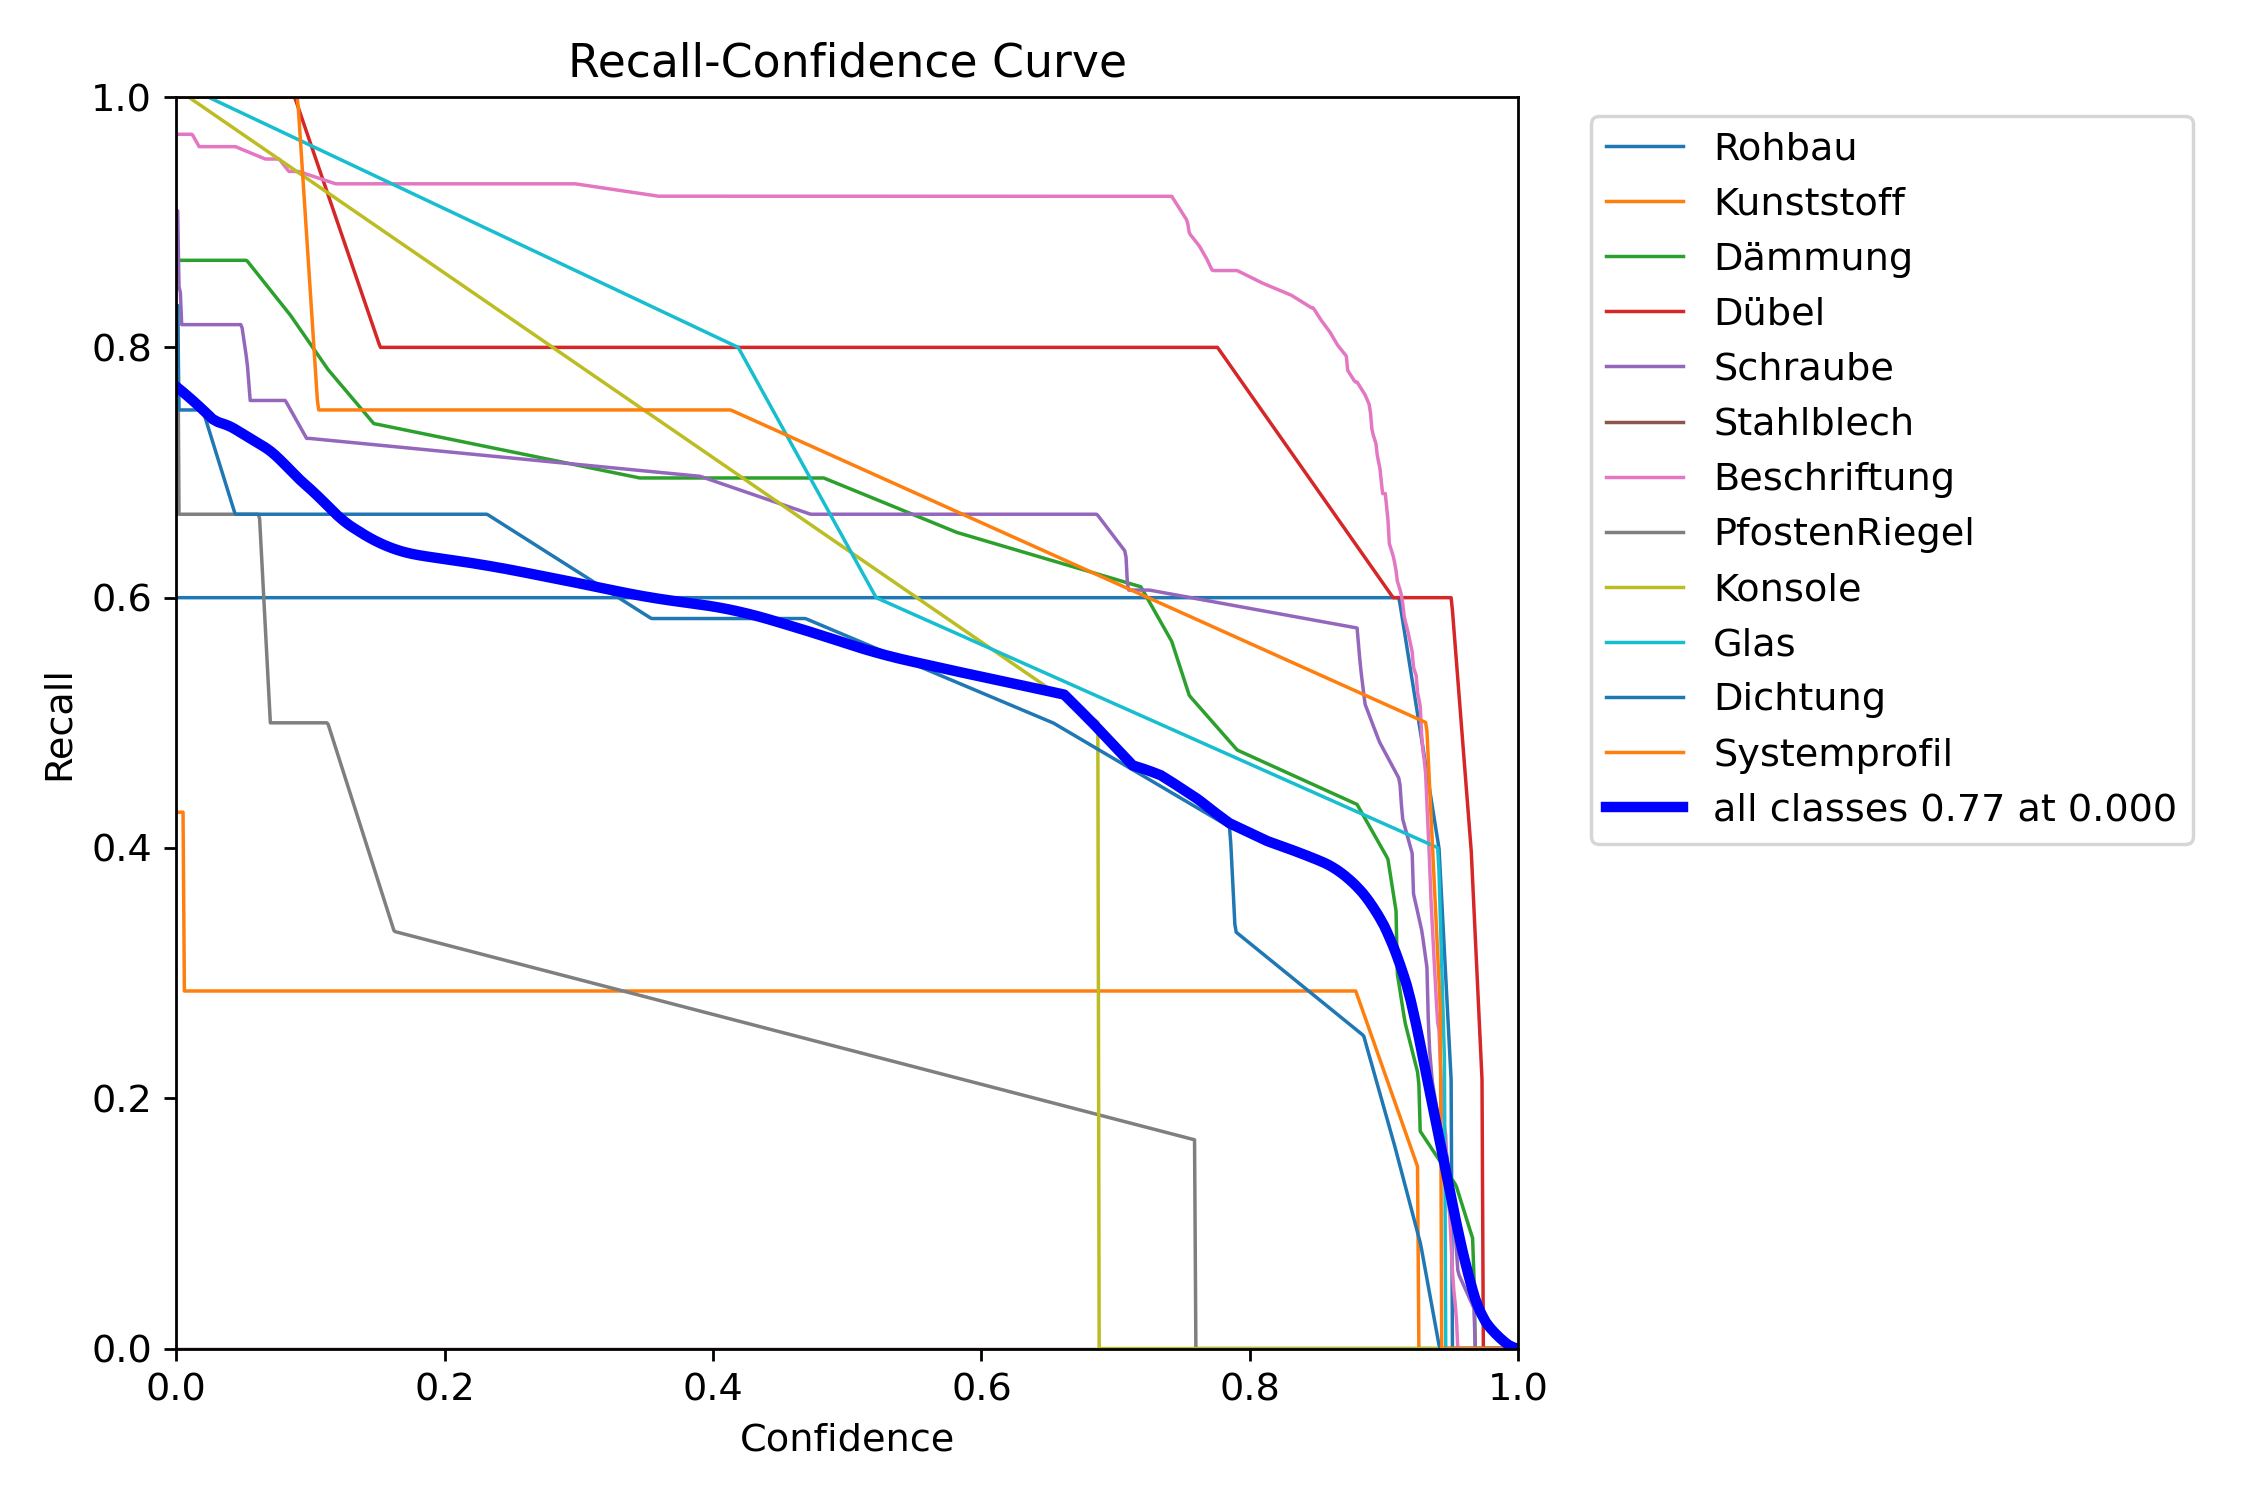 Recall-Confidence Curve
1.0
0.8
0.6
0.4
0.2
0.0
Recall
0.0 0.2 0.4 0.6 0.8 1.0
Confidence
Rohbau
Kunststoff
Dämmung
Dübel
Schraube
Stahlblech
Beschriftung
PfostenRiegel
Konsole
Glas
Dichtung
Systemprofil
all classes 0.77 at 0.000